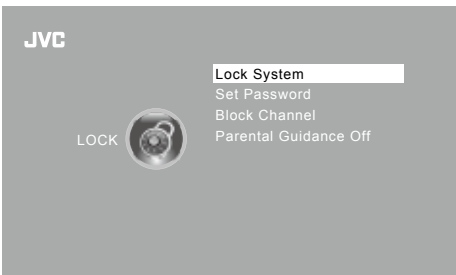 JVC
Lock System
Set Password
Block Channel
LOCK
Parental Guidance Off